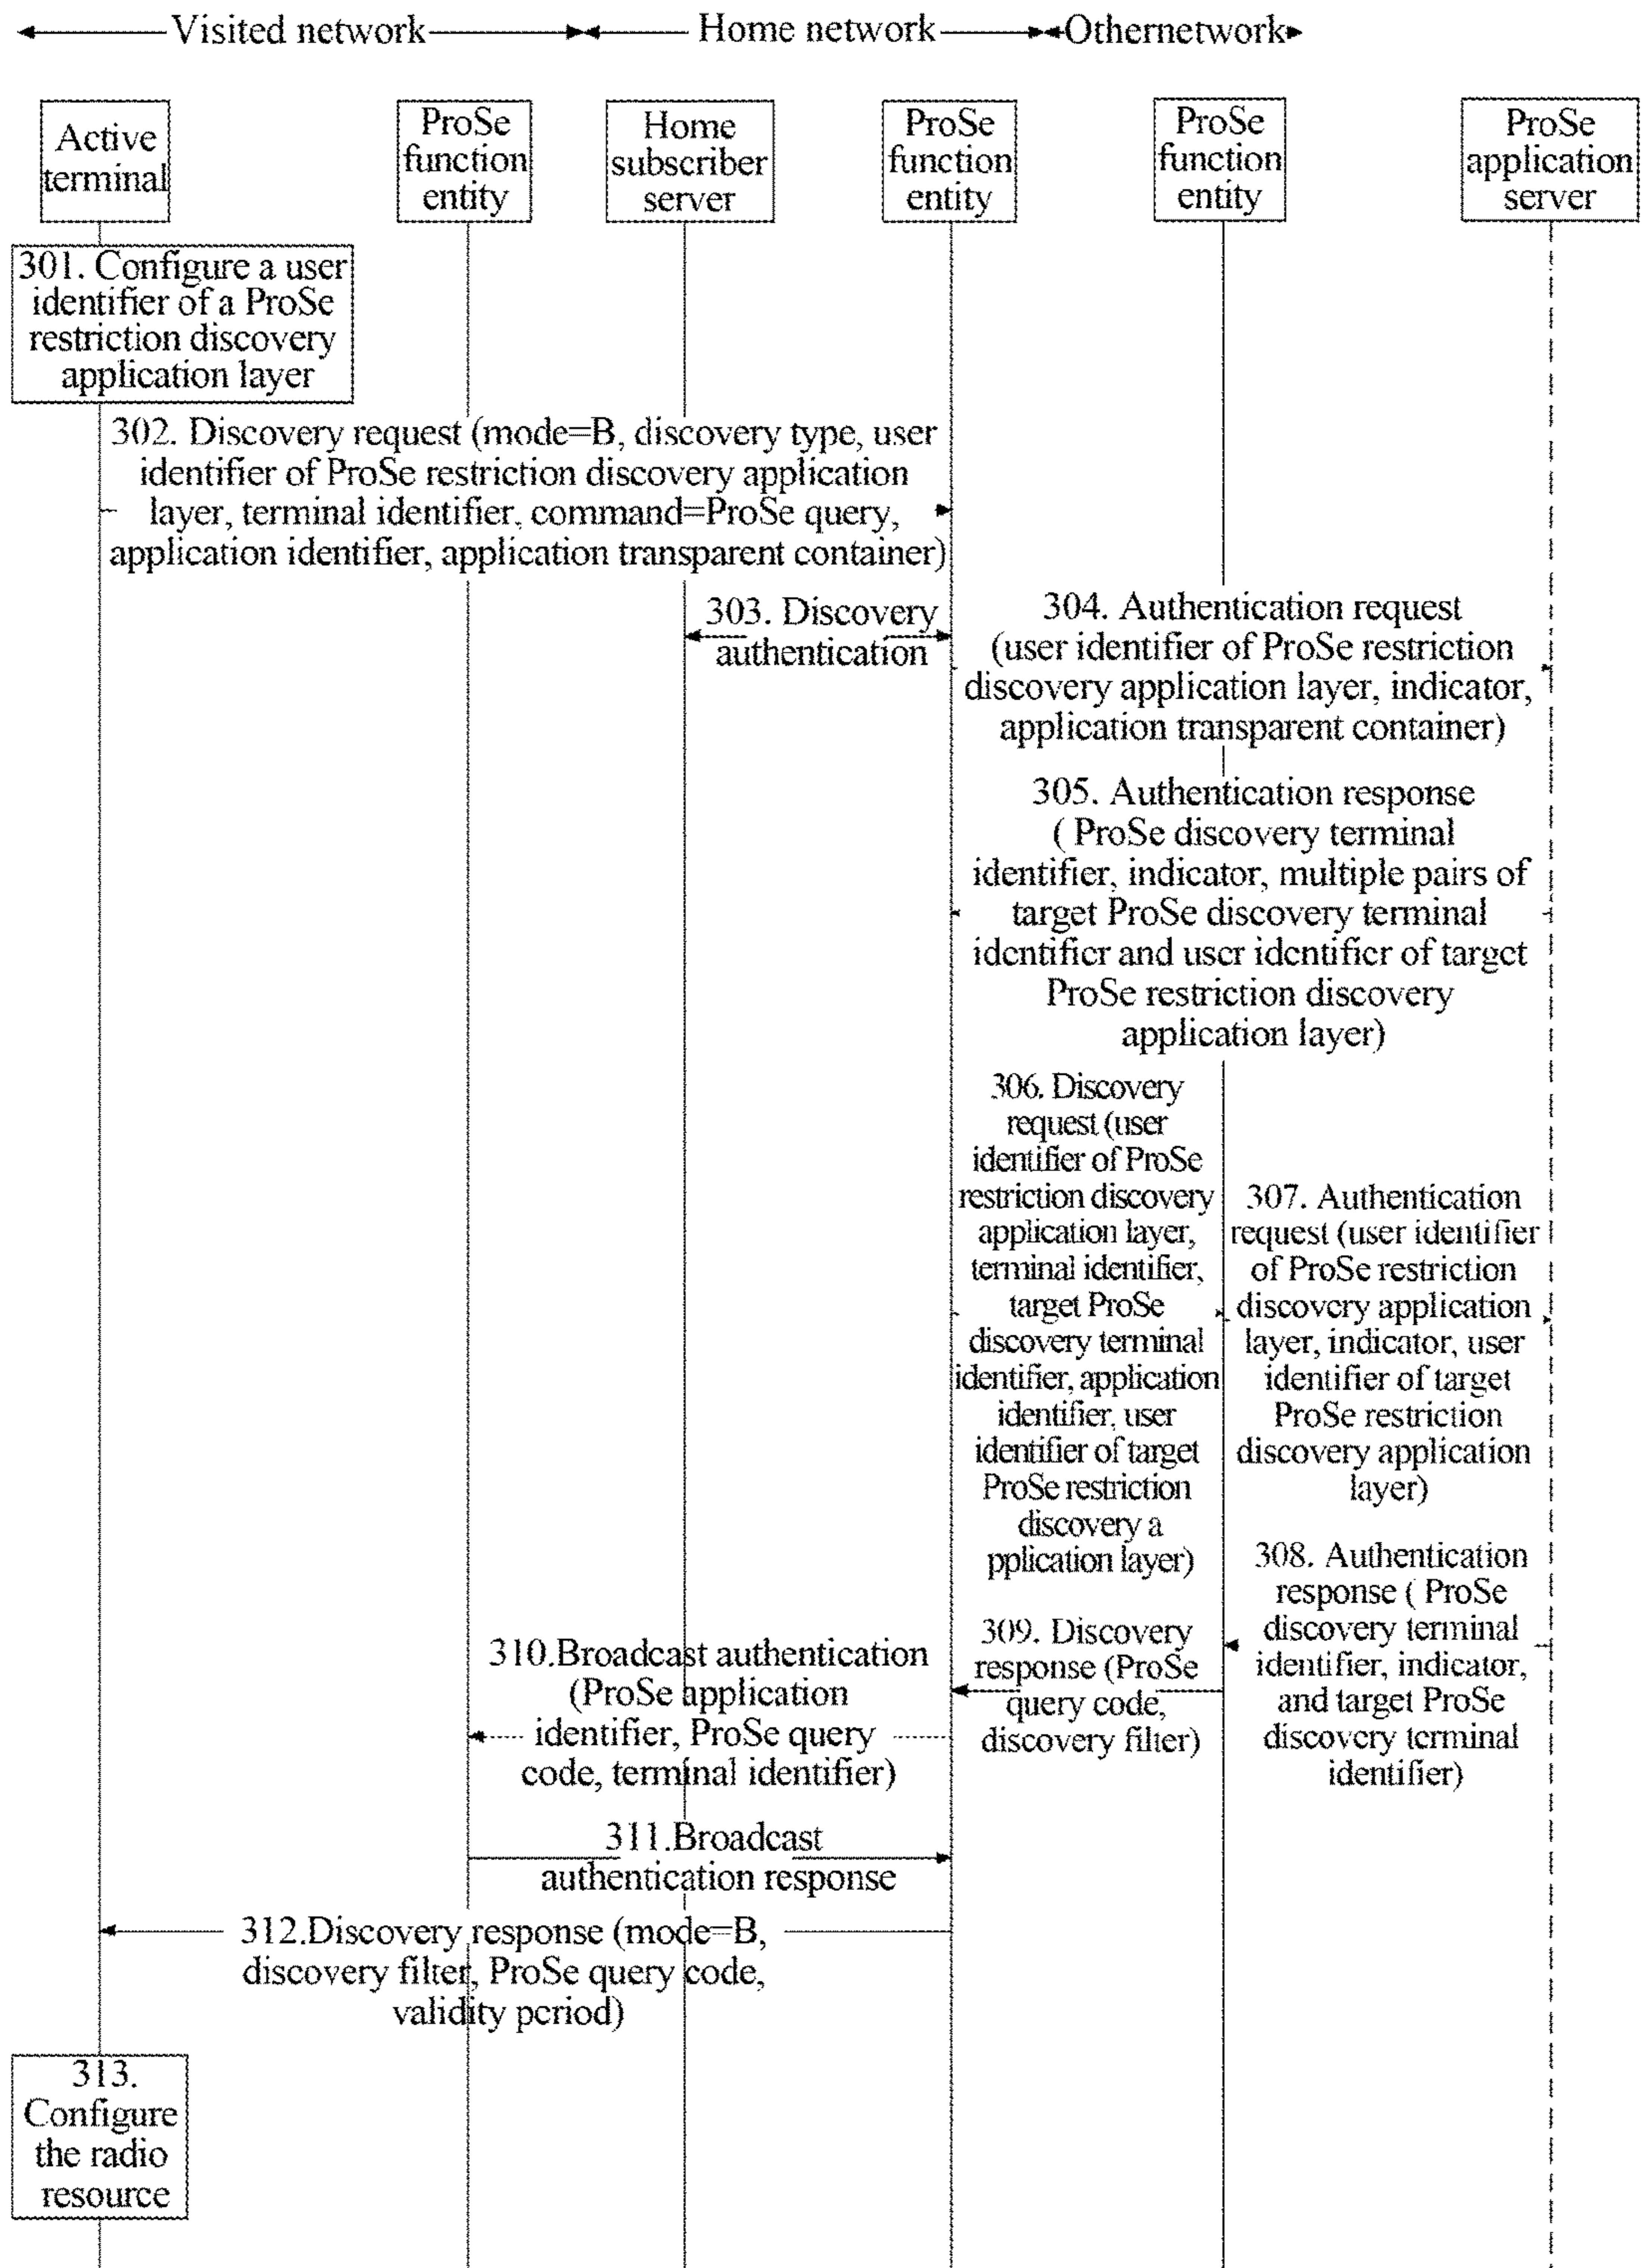 Visited network
Home network
Othernetwork
Active
terminal
ProSe
function
entity
Home
subscriber
server
ProSe
function
entity
ProSe
function
entity
ProSe
application
server
301. Configure a user
identifier of a ProSe
restriction discovery
application layer
302. Discovery request (mode=B, discovery type, user
identifier of ProSe restriction discovery application
layer, terminal identifier, command=ProSe query,
application identifier, application transparent container)
303. Discovery
authentication
304. Authentication request
(user identifier of ProSe restriction
discovery application layer, indicator,
application transparent container)
305. Authentication response
( ProSe discovery terminal
identifier, indicator, multiple pairs of
target ProSe discovery terminal
identifier and user identifier of target
ProSe restriction discovery
application layer)
306. Discovery
request (user
identifier of ProSe
restriction discovery
application layer,
terminal identifier,
target ProSe
discovery terminal
identifier, application
identifier, user
identifier of target
ProSe restriction
discovery a
pplication layer)
307. Authentication
request (user identifier
of ProSe restriction
discovery application
layer, indicator, user
identifier of target
ProSe restriction
discovery application
layer)
308. Authentication
response ( ProSe
discovery terminal
identifier, indicator,
and target ProSe
discovery terminal
identifier)
309. Discovery
response (ProSe
query code,
discovery filter)
310.Broadcast authentication
(ProSe application
identifier, ProSe query
code, terminal identifier)
311.Broadcast
authentication response
312.Discovery response (mode=B,
discovery filter, ProSe query code,
validity period)
313.
Configure
the radio
resource